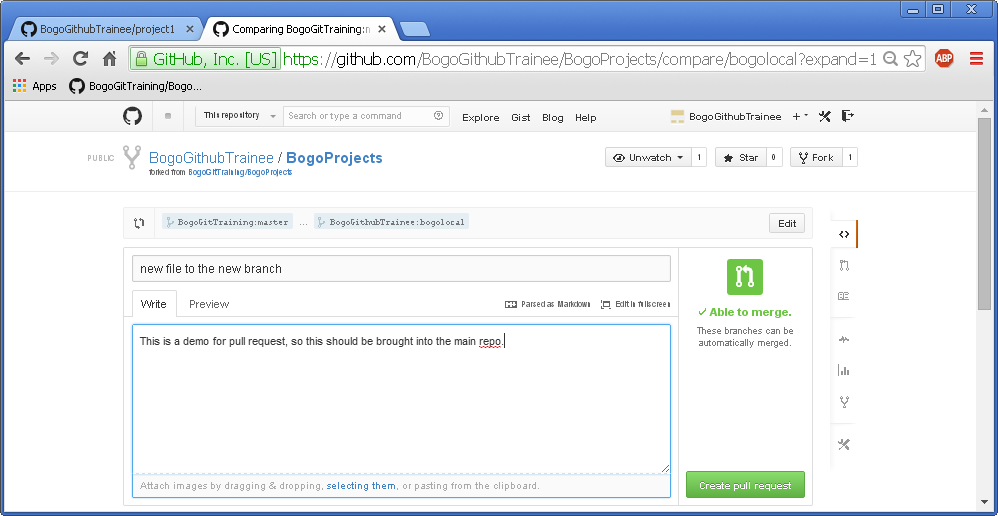 BogoGithubTrainee/project1
Comparing BogoGitTraining:m
GitHub, Inc. [US] https://github.com/BogoGithubTrainee/BogoProjects/compare/bogolocal?expand=1
ABP
Apps BogoGitTraining/Bogo...
This repository Search or type a command Explore Gist Blog Help BogoGithubTrainee
PUBLIC BogoGithubTrainee / BogoProjects
forked from BogoGitTraining/BogoProjects
Unwatch 1 Star 0 Fork 1
BogoGitTraining:master ... BogoGithubTrainee:bogolocal Edit
new file to the new branch
Write Preview Parsed as Markdown Edit in fullscreen
This is a demo for pull request, so this should be brought into the main repo.
Attach images by dragging & dropping, selecting them, or pasting from the clipboard.
Able to merge.
These branches can be
automatically merged.
Create pull request